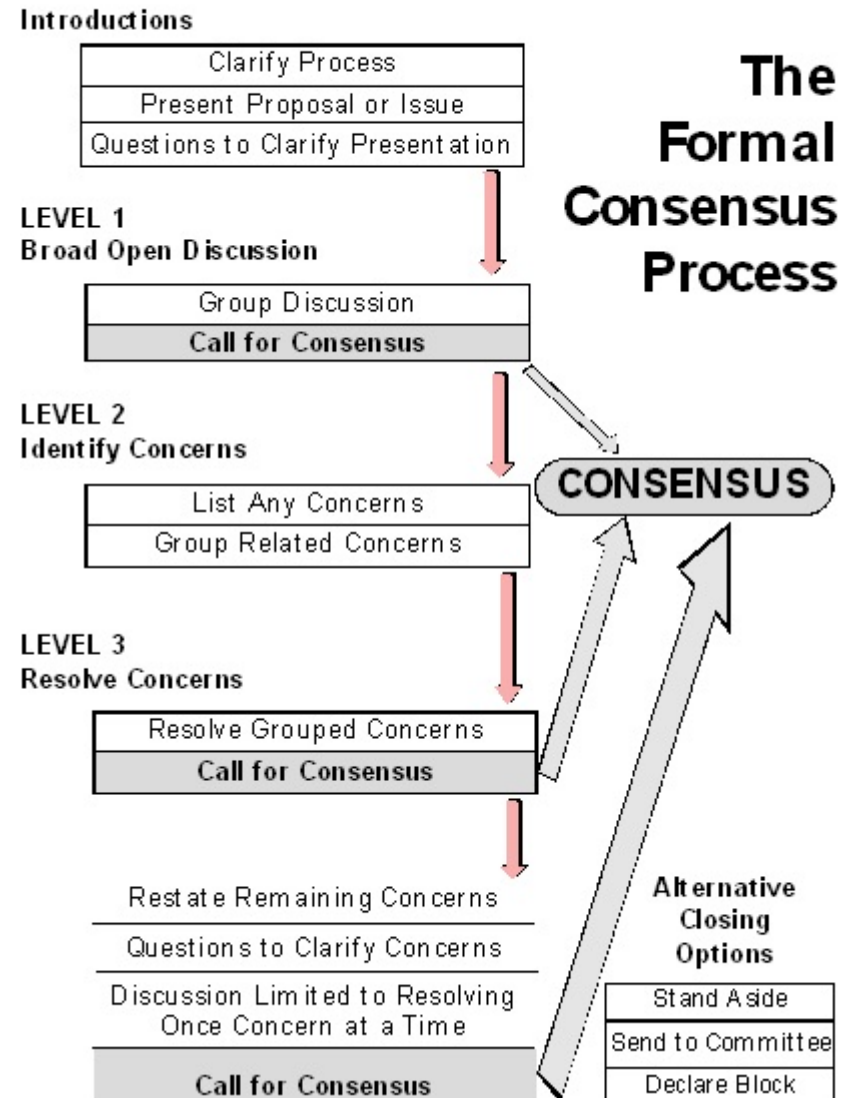 Introductions
Clarify Process
Present Proposal or Issue
Questions to Clarify Presentation
The
Formal
Consensus
Process
LEVEL 1
Broad Open Discussion
Group Discussion
Call for Consensus
LEVEL 2
Identify Concerns
List Any Concerns
Group Related Concerns
CONSENSUS
LEVEL 3
Resolve Concerns
Resolve Grouped Concerns
Call for Consensus
Restate Remaining Concerns
Questions to Clarify Concerns
Discussion Limited to Resolving
Once Concern at a Time
Call for Consensus
Alternative
Closing
Options
Stand Aside
Send to Committee
Declare Block